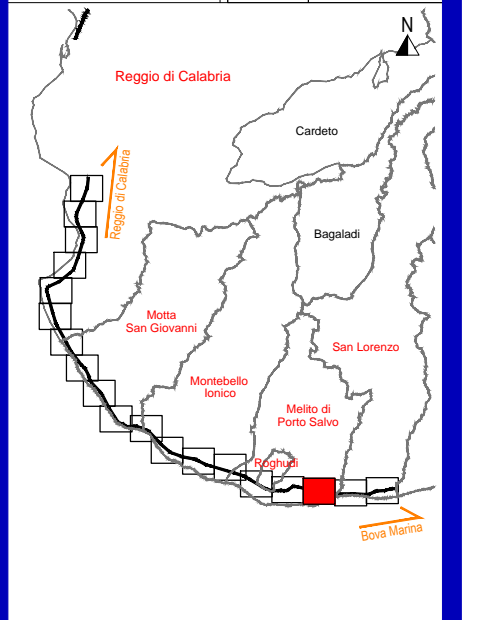 N
Reggio di Calabria
Cardeto
Reggio di Calabria
Bagaladi
Motta
San Giovanni
San Lorenzo
Montebello
Ionico
Melito di
Porto Salvo
Roghudi
Bova Marina